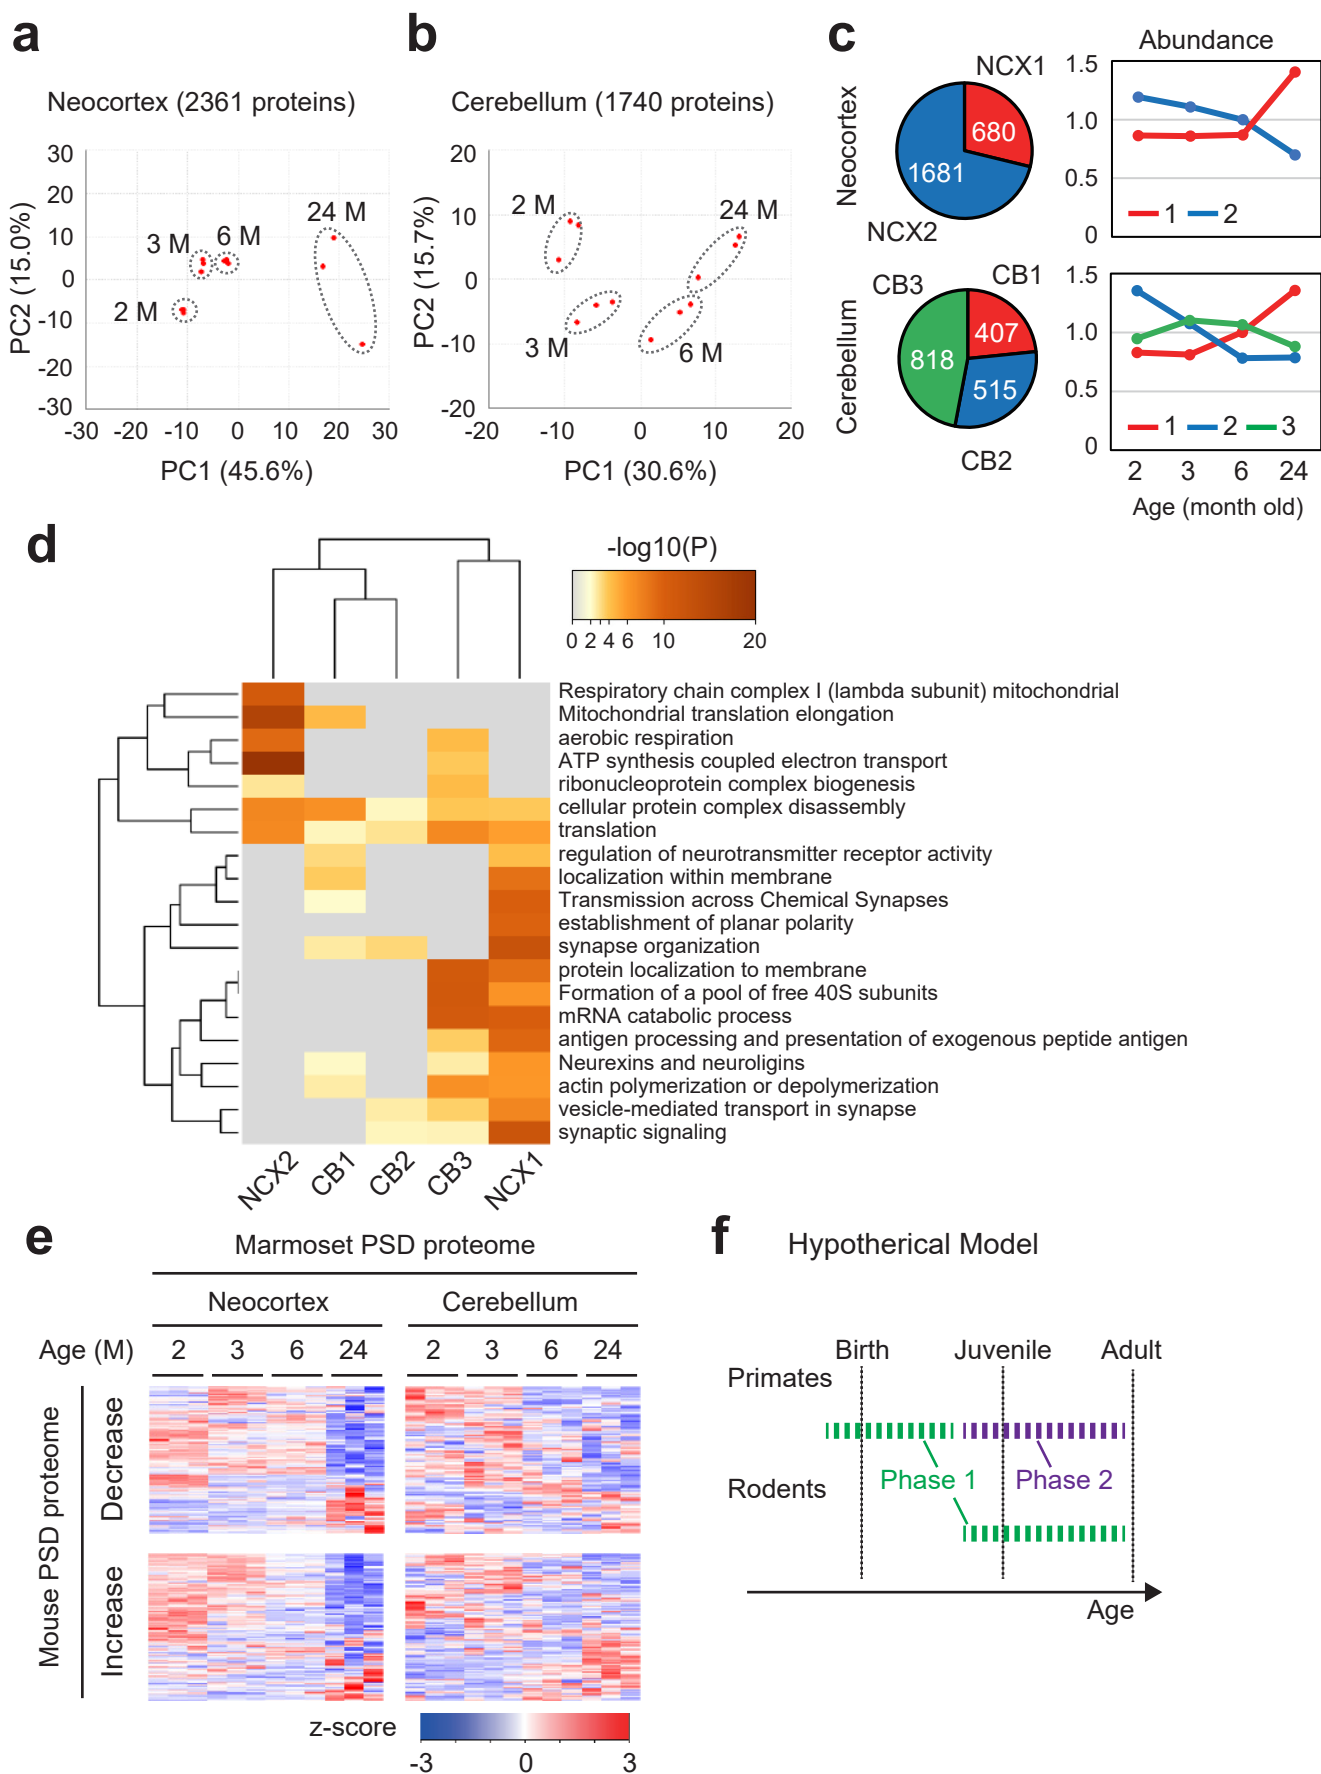 a
Neocortex (2361 proteins)
PC2 (15.0%)
30
20
10
0
-10
-20
-30
2 M
3 M
6 M
24 M
-30 -20 -10 0 10 20 30
PC1 (45.6%)
b
Cerebellum (1740 proteins)
PC2 (15.7%)
20
10
0
-10
-20
2 M
24 M
3 M
6 M
-20 -10 0 10 20
PC1 (30.6%)
c
Abundance
Neocortex
NCX1
680
1681
NCX2
1.5
1.0
0.5
0
1 2
Cerebellum
CB3
CB1
407
818
515
CB2
1.5
1.0
0.5
0
1 2 3
2 3 6 24
Age (month old)
d
-log10(P)
0 2 4 6 10 20
Respiratory chain complex I (lambda subunit) mitochondrial
Mitochondrial translation elongation
aerobic respiration
ATP synthesis coupled electron transport
ribonucleoprotein complex biogenesis
cellular protein complex disassembly
translation
regulation of neurotransmitter receptor activity
localization within membrane
Transmission across Chemical Synapses
establishment of planar polarity
synapse organization
protein localization to membrane
Formation of a pool of free 40S subunits
mRNA catabolic process
antigen processing and presentation of exogenous peptide antigen
Neurexins and neuroligins
actin polymerization or depolymerization
vesicle-mediated transport in synapse
synaptic signaling
NCX2 CB1 CB2 CB3 NCX1
e
Marmoset PSD proteome
Neocortex Cerebellum
Age (M) 2 3 6 24 2 3 6 24
Mouse PSD proteome
Decrease
Increase
z-score
-3 0 3
f
Hypotherical Model
Birth Juvenile Adult
Primates
Phase 1 Phase 2
Rodents
Age